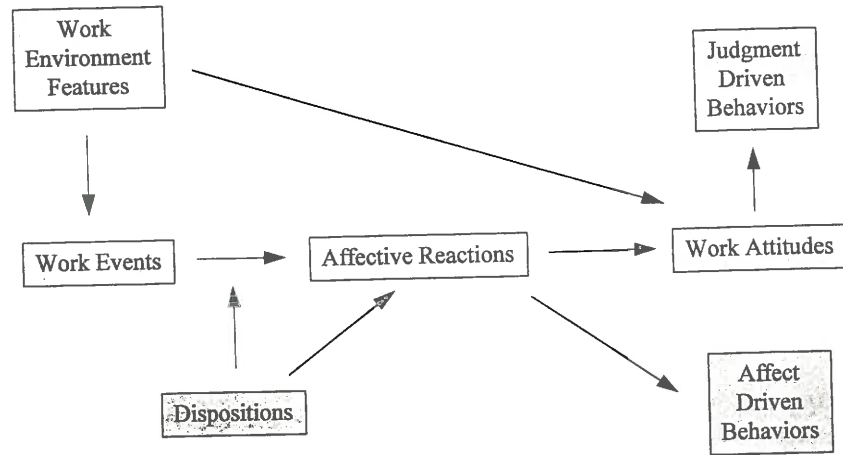 Work
Environment
Features
Judgment
Driven
Behaviors
Work Events
Affective Reactions
Work Attitudes
Dispositions
Affect
Driven
Behaviors